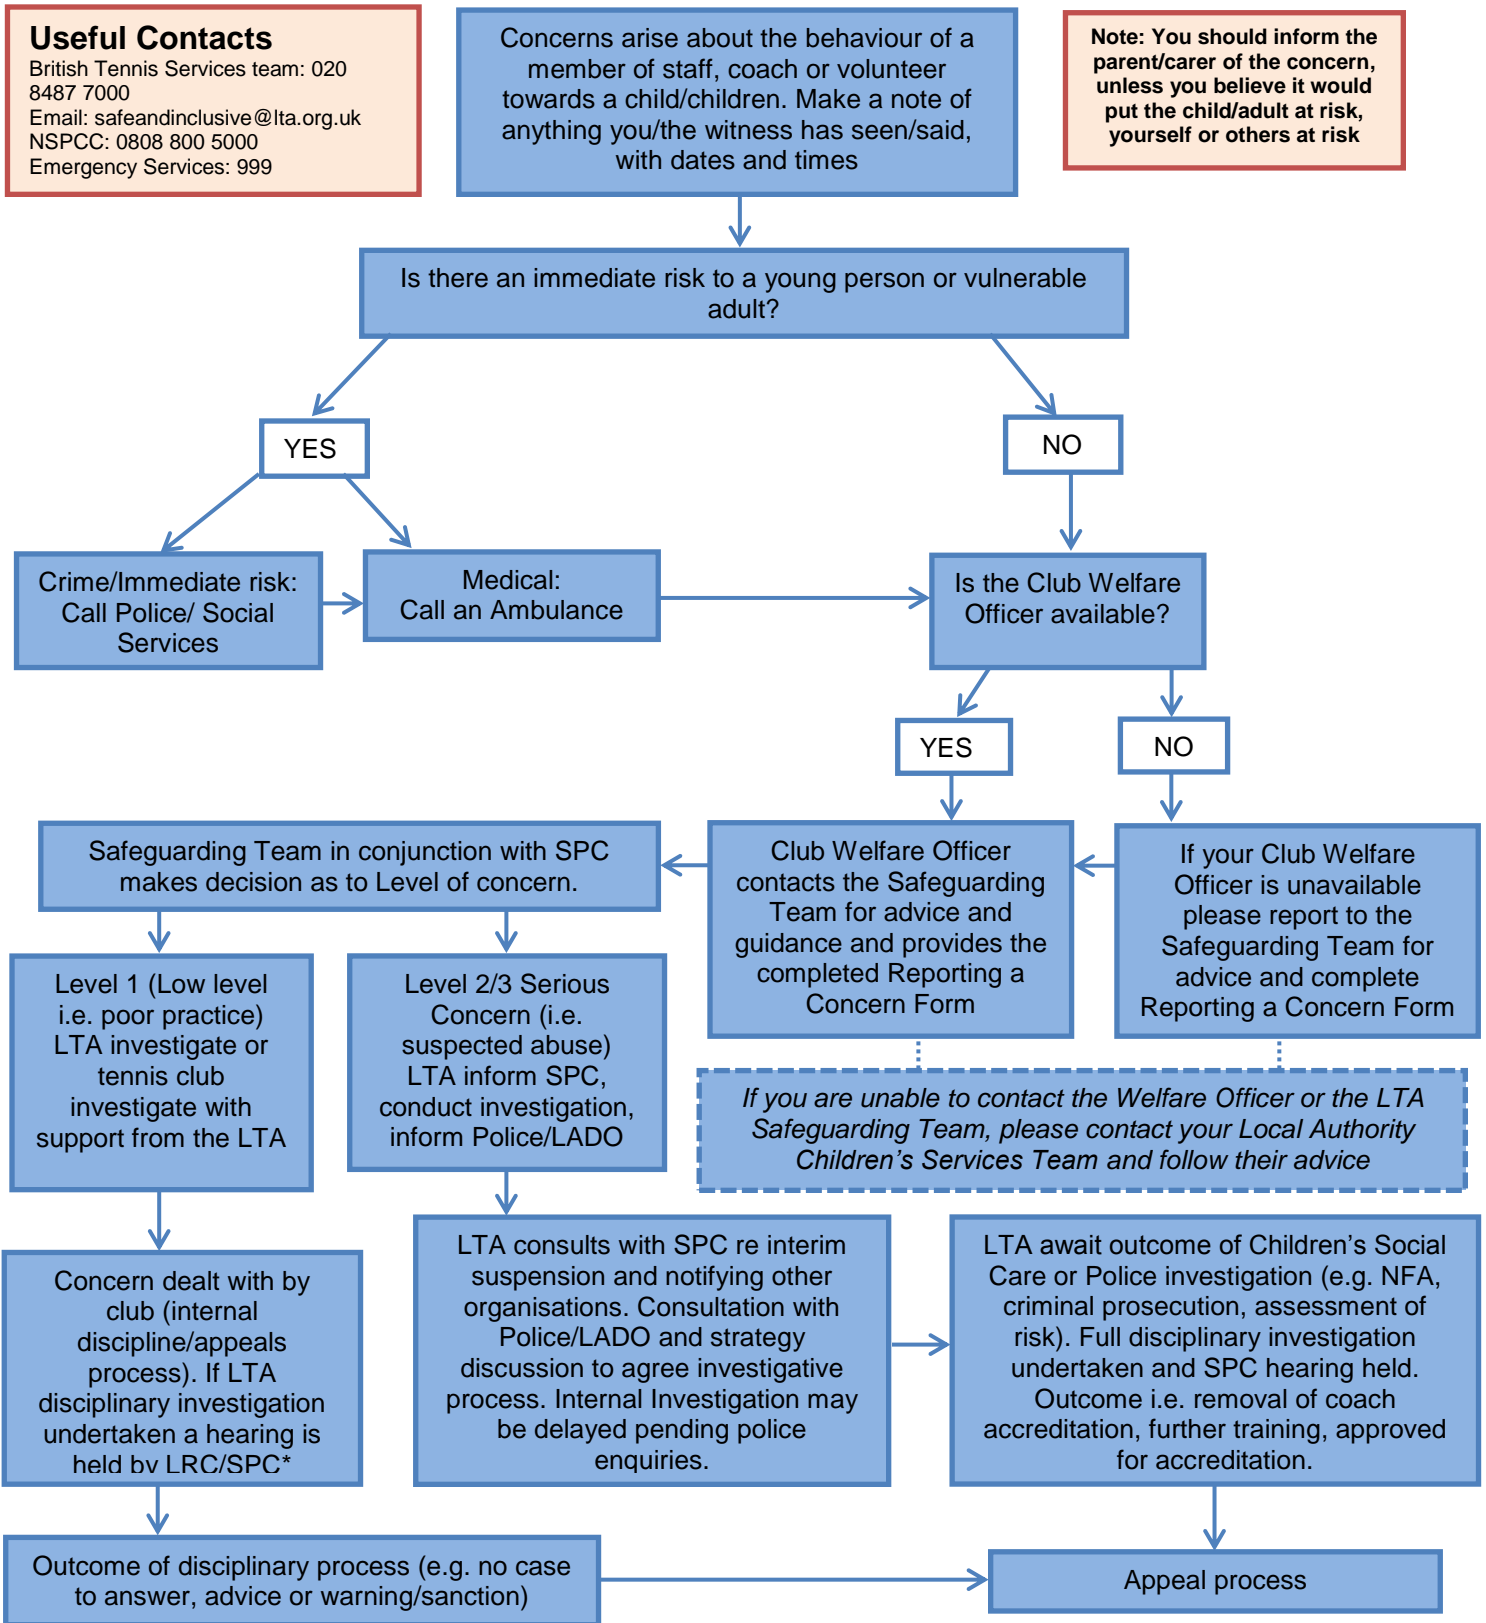 Useful Contacts
British Tennis Services team: 020
8487 7000
Email: safeandinclusive@lta.org.uk
NSPCC: 0808 800 5000
Emergency Services: 999
Concerns arise about the behaviour of a
member of staff, coach or volunteer
towards a child/children. Make a note of
anything you/the witness has seen/said,
with dates and times
Note: You should inform the
parent/carer of the concern,
unless you believe it would
put the child/adult at risk,
yourself or others at risk
Is there an immediate risk to a young person or vulnerable
adult?
YES
NO
Crime/Immediate risk:
Call Police/ Social
Services
Medical:
Call an Ambulance
Is the Club Welfare
Officer available?
YES
NO
Safeguarding Team in conjunction with SPC
makes decision as to Level of concern.
Club Welfare Officer
contacts the Safeguarding
Team for advice and
guidance and provides the
completed Reporting a
Concern Form
If your Club Welfare
Officer is unavailable
please report to the
Safeguarding Team for
advice and complete
Reporting a Concern Form
Level 1 (Low level
i.e. poor practice)
LTA investigate or
tennis club
investigate with
support from the LTA
Level 2/3 Serious
Concern (i.e.
suspected abuse)
LTA inform SPC,
conduct investigation,
inform Police/LADO
If you are unable to contact the Welfare Officer or the LTA
Safeguarding Team, please contact your Local Authority
Children's Services Team and follow their advice
Concern dealt with by
club (internal
discipline/appeals
process). If LTA
disciplinary investigation
undertaken a hearing is
held by LRC/SPC*
LTA consults with SPC re interim
suspension and notifying other
organisations. Consultation with
Police/LADO and strategy
discussion to agree investigative
process. Internal Investigation may
be delayed pending police
enquiries.
LTA await outcome of Children's Social
Care or Police investigation (e.g. NFA,
criminal prosecution, assessment of
risk). Full disciplinary investigation
undertaken and SPC hearing held.
Outcome i.e. removal of coach
accreditation, further training, approved
for accreditation.
Outcome of disciplinary process (e.g. no case
to answer, advice or warning/sanction)
Appeal process